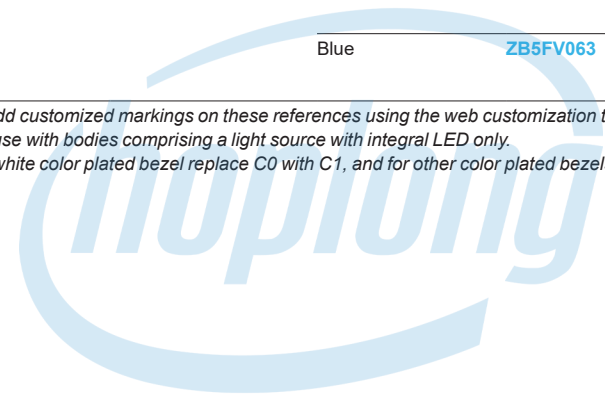 Blue ZB5FV063
dd customized markings on these references using the web customization t
use with bodies comprising a light source with integral LED only.
white color plated bezel replace C0 with C1, and for other color plated bezel
hoplong